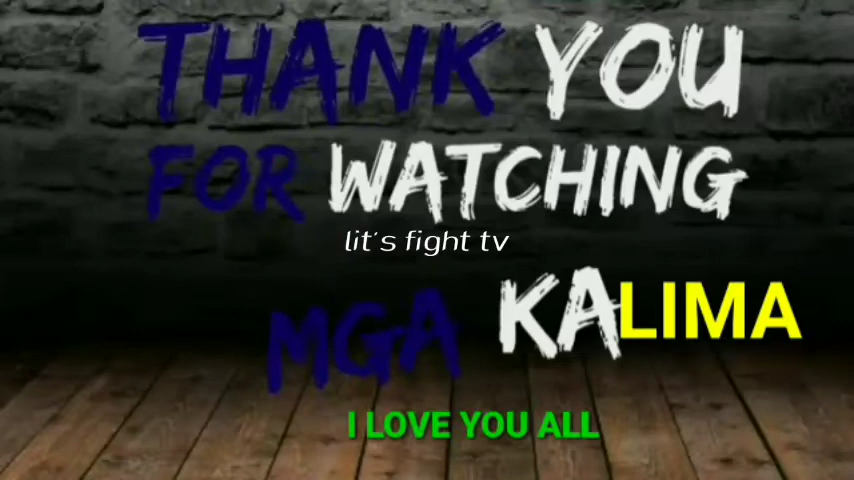 THANK YOU
FOR WATCHING
lit's fight tv
MGA KALIMA
I LOVE YOU ALL